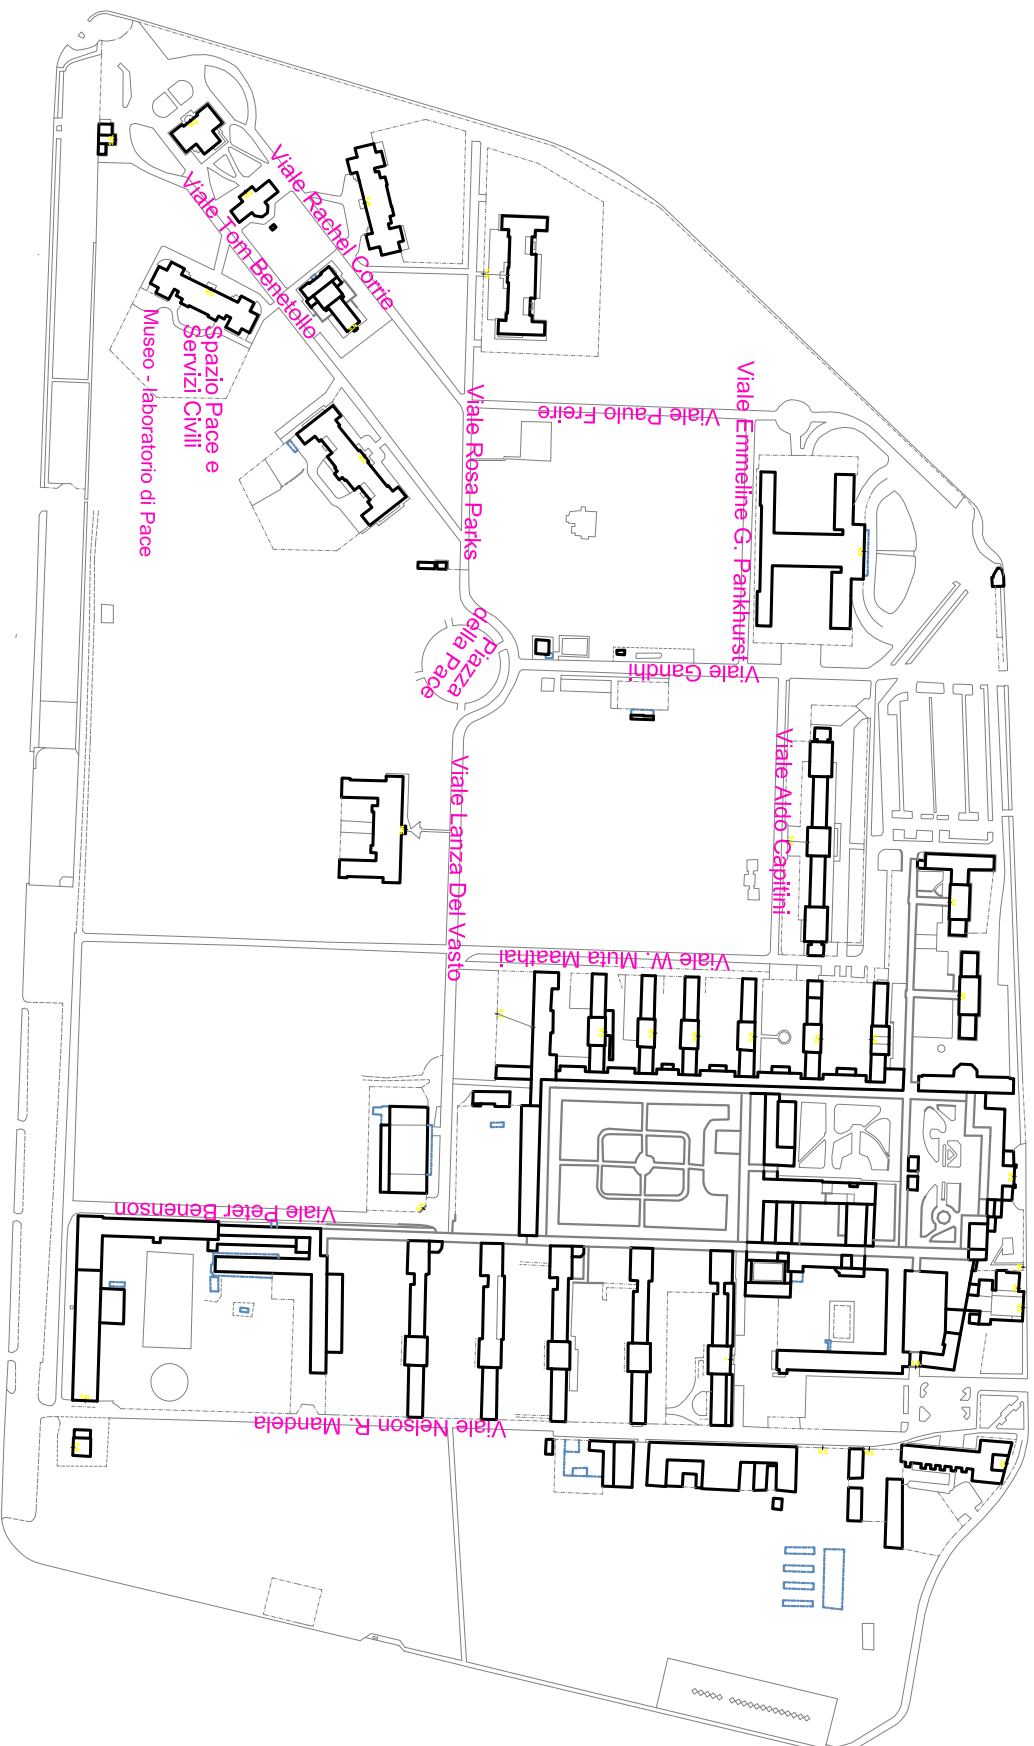 Viale Rachel Corrie
Viale Tom Benetollo
Spazio Pace e
Servizi Civili
Museo - laboratorio di Pace
Viale Rosa Parks
Viale Paulo Freire
Viale Emmeline G. Pankhurst
Piazza
della Pace
Viale Gandhi
Viale Lanza Del Vasto
Viale Aldo Capitini
Viale W. Muta Maathai
Viale Peter Benenson
Viale Nelson R. Mandela